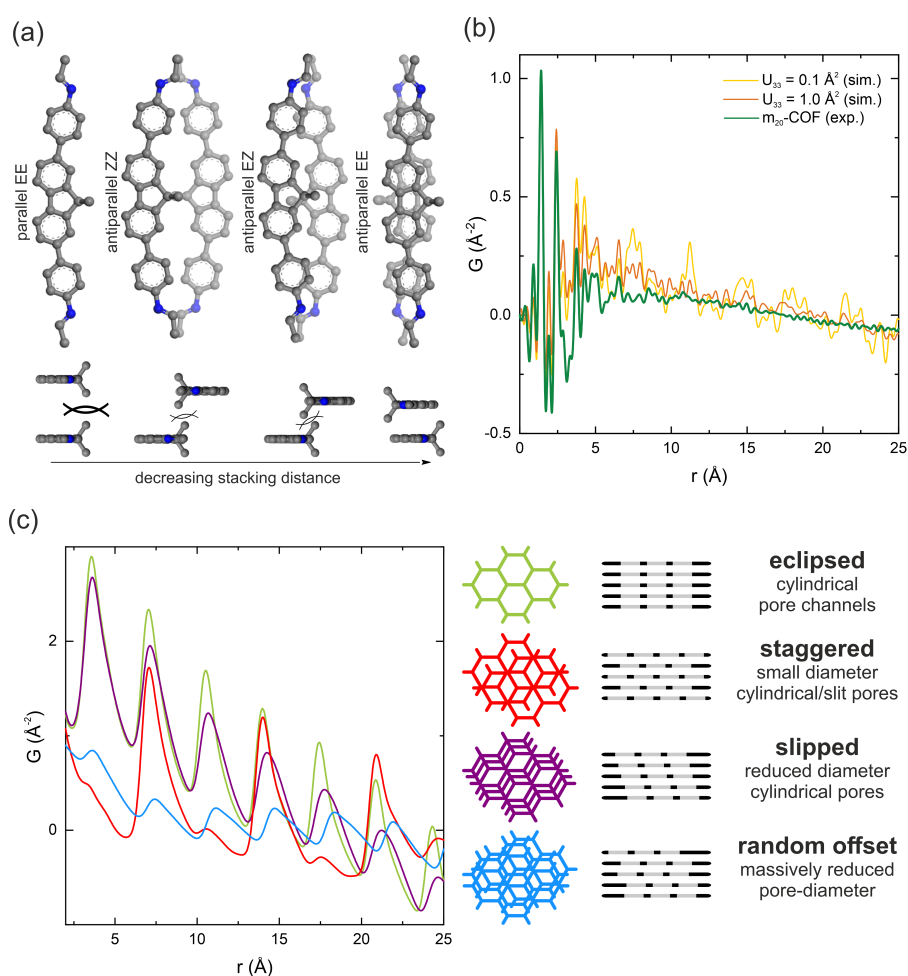 (a)
parallel EE
antiparallel ZZ
antiparallel EZ
antiparallel EE
decreasing stacking distance
(b)
U33 = 0.1 Å² (sim.)
U33 = 1.0 Å² (sim.)
m20-COF (exp.)
G (Å-2)
1.0
0.5
0.0
-0.5
0
5
10
15
20
25
r (Å)
(c)
G (Å-2)
2
0
5
10
15
20
25
r (Å)
eclipsed
cylindrical
pore channels
staggered
small diameter
cylindrical/slit pores
slipped
reduced diameter
cylindrical pores
random offset
massively reduced
pore-diameter